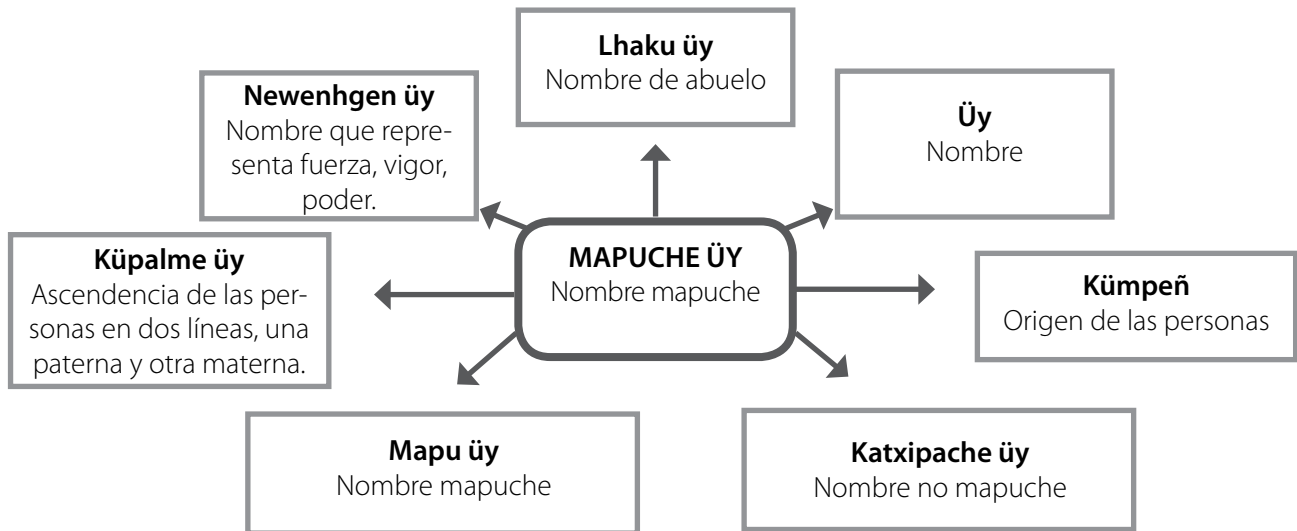 Lhaku üy
Nombre de abuelo
Newenhgen üy
Nombre que repre-
senta fuerza, vigor,
poder.
Üy
Nombre
MAPUCHE ÜY
Nombre mapuche
Küpalme üy
Ascendencia de las per-
sonas en dos líneas, una
paterna y otra materna.
Kümpeñ
Origen de las personas
Mapu üy
Nombre mapuche
Katxipache üy
Nombre no mapuche